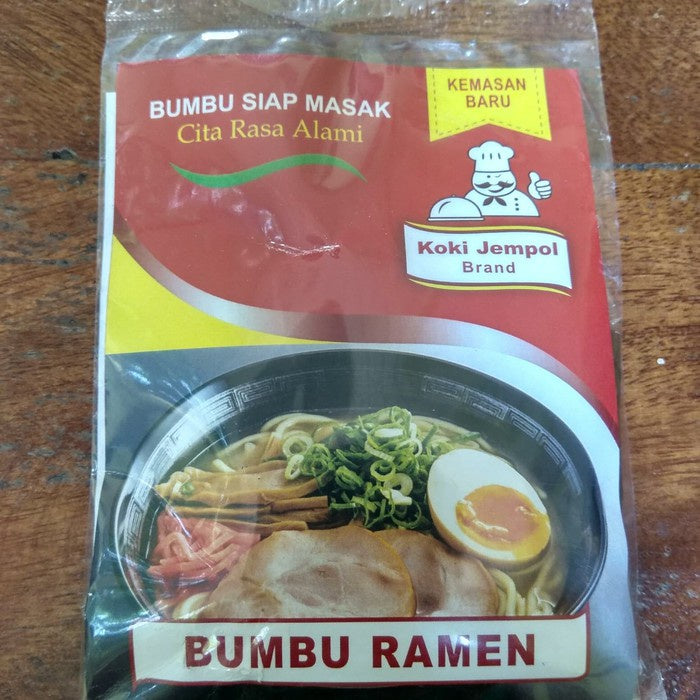 BUMBU SIAP MASAK
Cita Rasa Alami
KEMASAN
BARU
Koki Jempol
Brand
BUMBU RAMEN